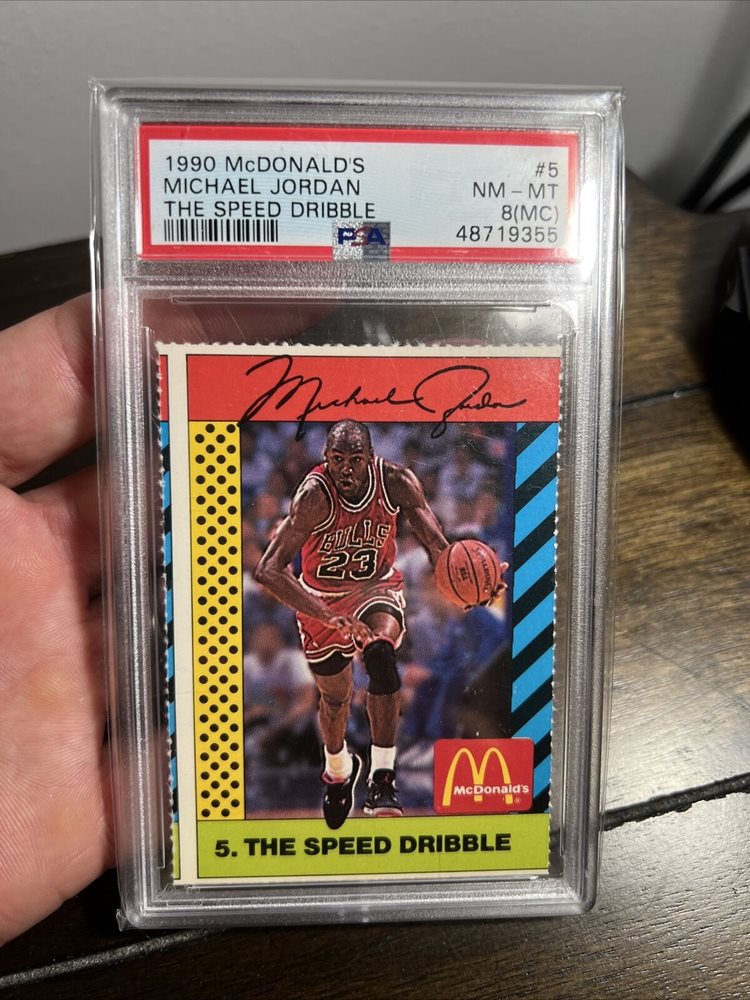 1990 McDONALD'S #5
MICHAEL JORDAN NM - MT
THE SPEED DRIBBLE 8(MC)
PSA 48719355
Michael Jordan
BULLS
23
McDonald's
®
5. THE SPEED DRIBBLE